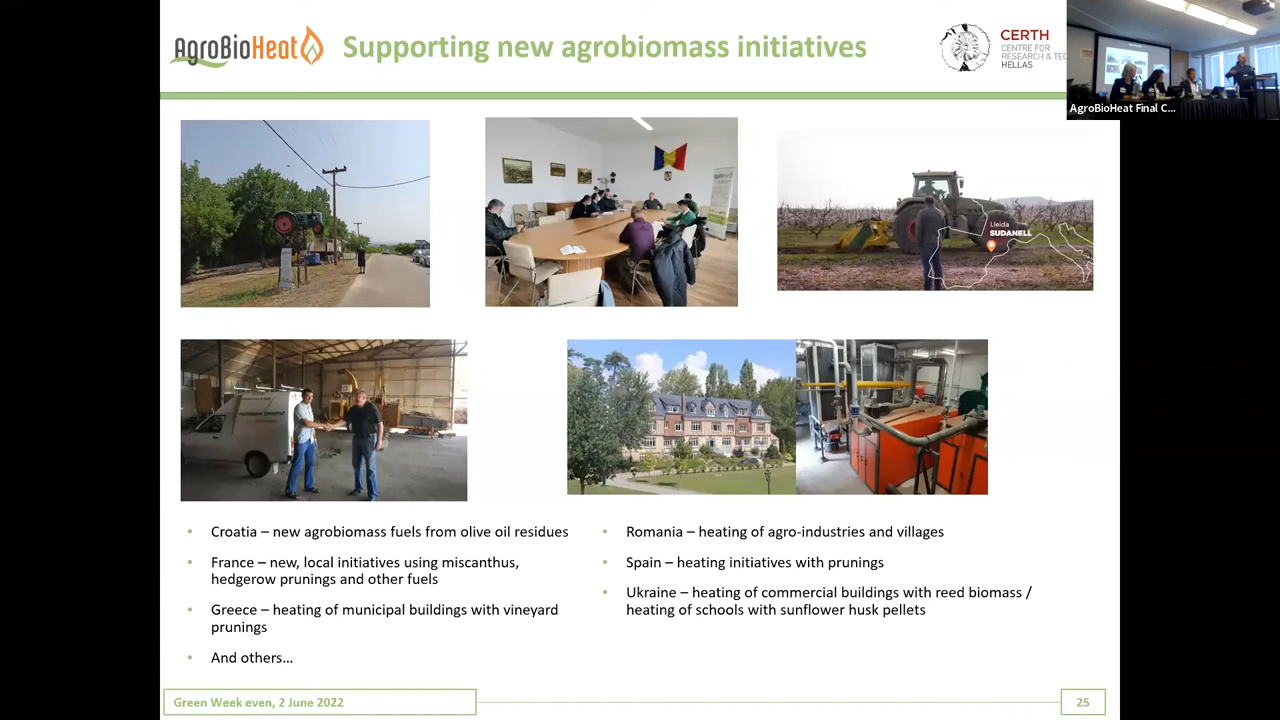 AgroBioHeat
Supporting new agrobiomass initiatives
CERTH
CENTRE FOR
RESEARCH & TE
HELLAS
AgroBioHeat Final C...
Lleida
SUDANELL
• Croatia – new agrobiomass fuels from olive oil residues
• France – new, local initiatives using miscanthus,
hedgerow prunings and other fuels
• Greece – heating of municipal buildings with vineyard
prunings
• And others…
• Romania – heating of agro-industries and villages
• Spain – heating initiatives with prunings
• Ukraine – heating of commercial buildings with reed biomass /
heating of schools with sunflower husk pellets
Green Week even, 2 June 2022
25